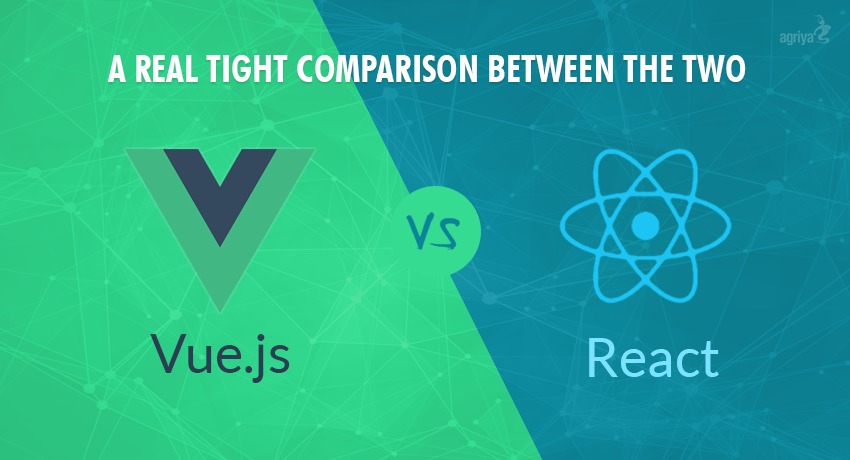 agriya
A REAL TIGHT COMPARISON BETWEEN THE TWO
VS
Vue.js
React